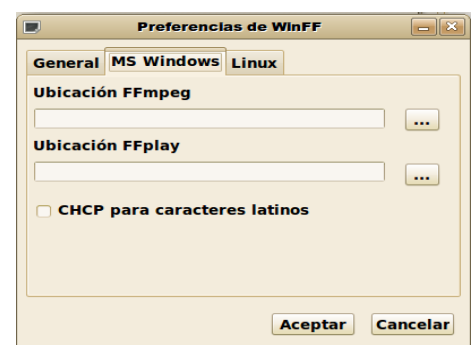 Preferencias de WinFF
General MS Windows Linux
Ubicación FFmpeg
...
Ubicación FFplay
...
CHCP para caracteres latinos
Aceptar Cancelar